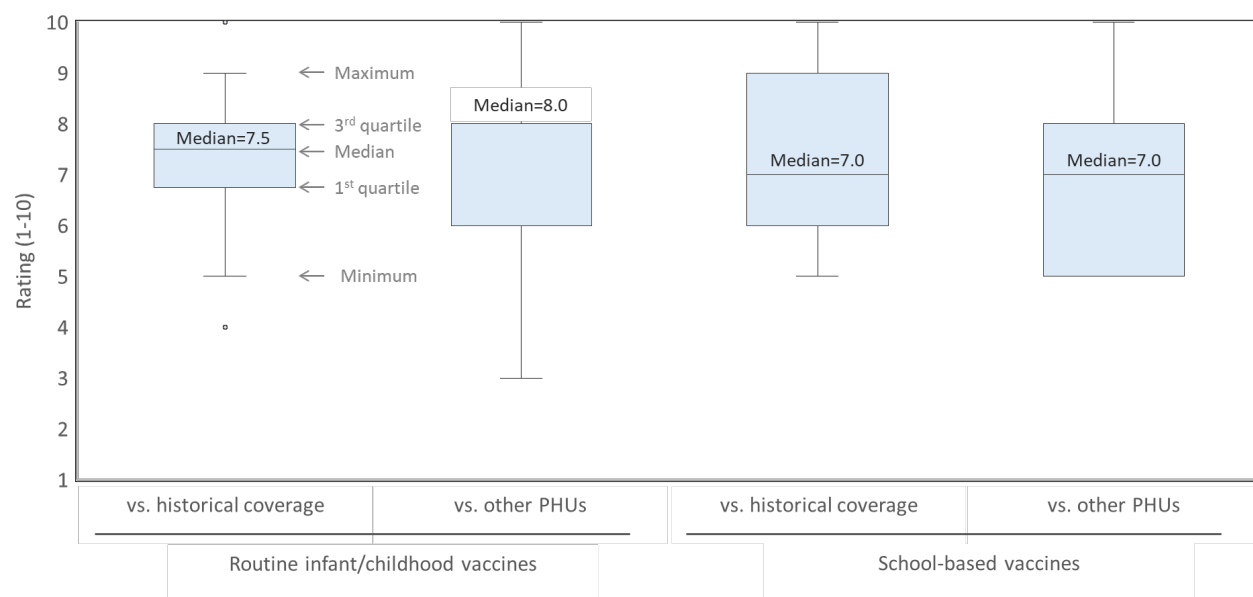 Rating (1-10)
10
9
8
7
6
5
4
3
2
1
Maximum
3rd quartile
Median
1st quartile
Minimum
Median=7.5
Median=8.0
Median=7.0
Median=7.0
vs. historical coverage
vs. other PHUs
vs. historical coverage
vs. other PHUs
Routine infant/childhood vaccines
School-based vaccines